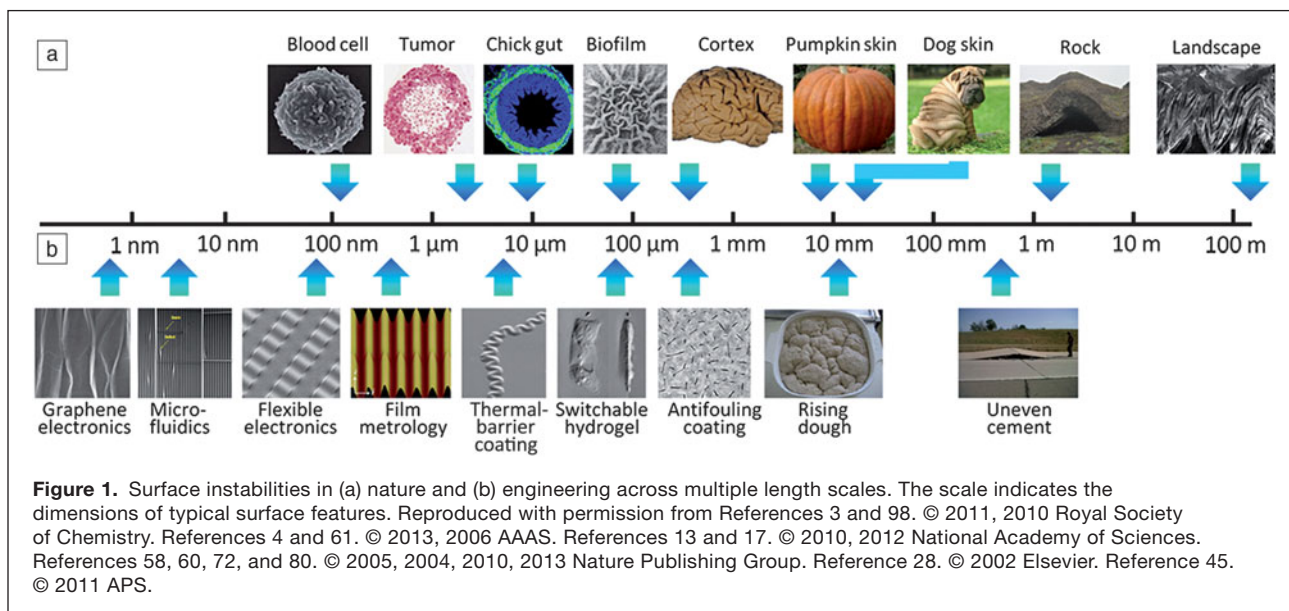 a
Blood cell Tumor Chick gut Biofilm Cortex Pumpkin skin Dog skin Rock Landscape
b
1 nm 10 nm 100 nm 1 µm 10 µm 100 µm 1 mm 10 mm 100 mm 1 m 10 m 100 m
Graphene Micro- Flexible Film Thermal- Switchable Antifouling Rising Uneven
electronics fluidics electronics metrology barrier hydrogel coating dough cement
coating
Figure 1. Surface instabilities in (a) nature and (b) engineering across multiple length scales. The scale indicates the
dimensions of typical surface features. Reproduced with permission from References 3 and 98. © 2011, 2010 Royal Society
of Chemistry. References 4 and 61. © 2013, 2006 AAAS. References 13 and 17. © 2010, 2012 National Academy of Sciences.
References 58, 60, 72, and 80. © 2005, 2004, 2010, 2013 Nature Publishing Group. Reference 28. © 2002 Elsevier. Reference 45.
© 2011 APS.